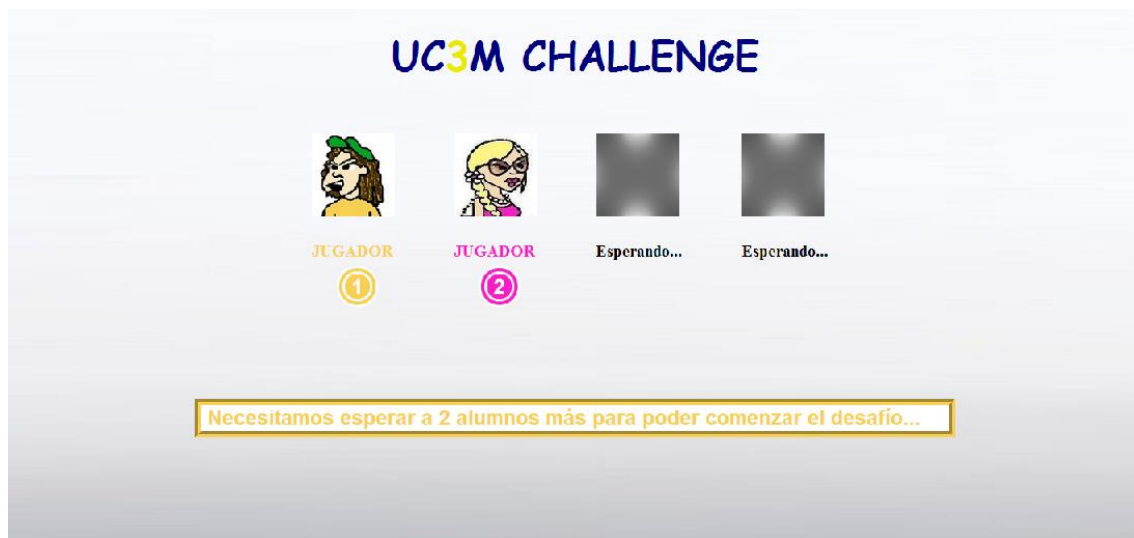 UC3M CHALLENGE
JUGADOR JUGADOR Esperando... Esperando...
1 2
Necesitamos esperar a 2 alumnos más para poder comenzar el desafío...